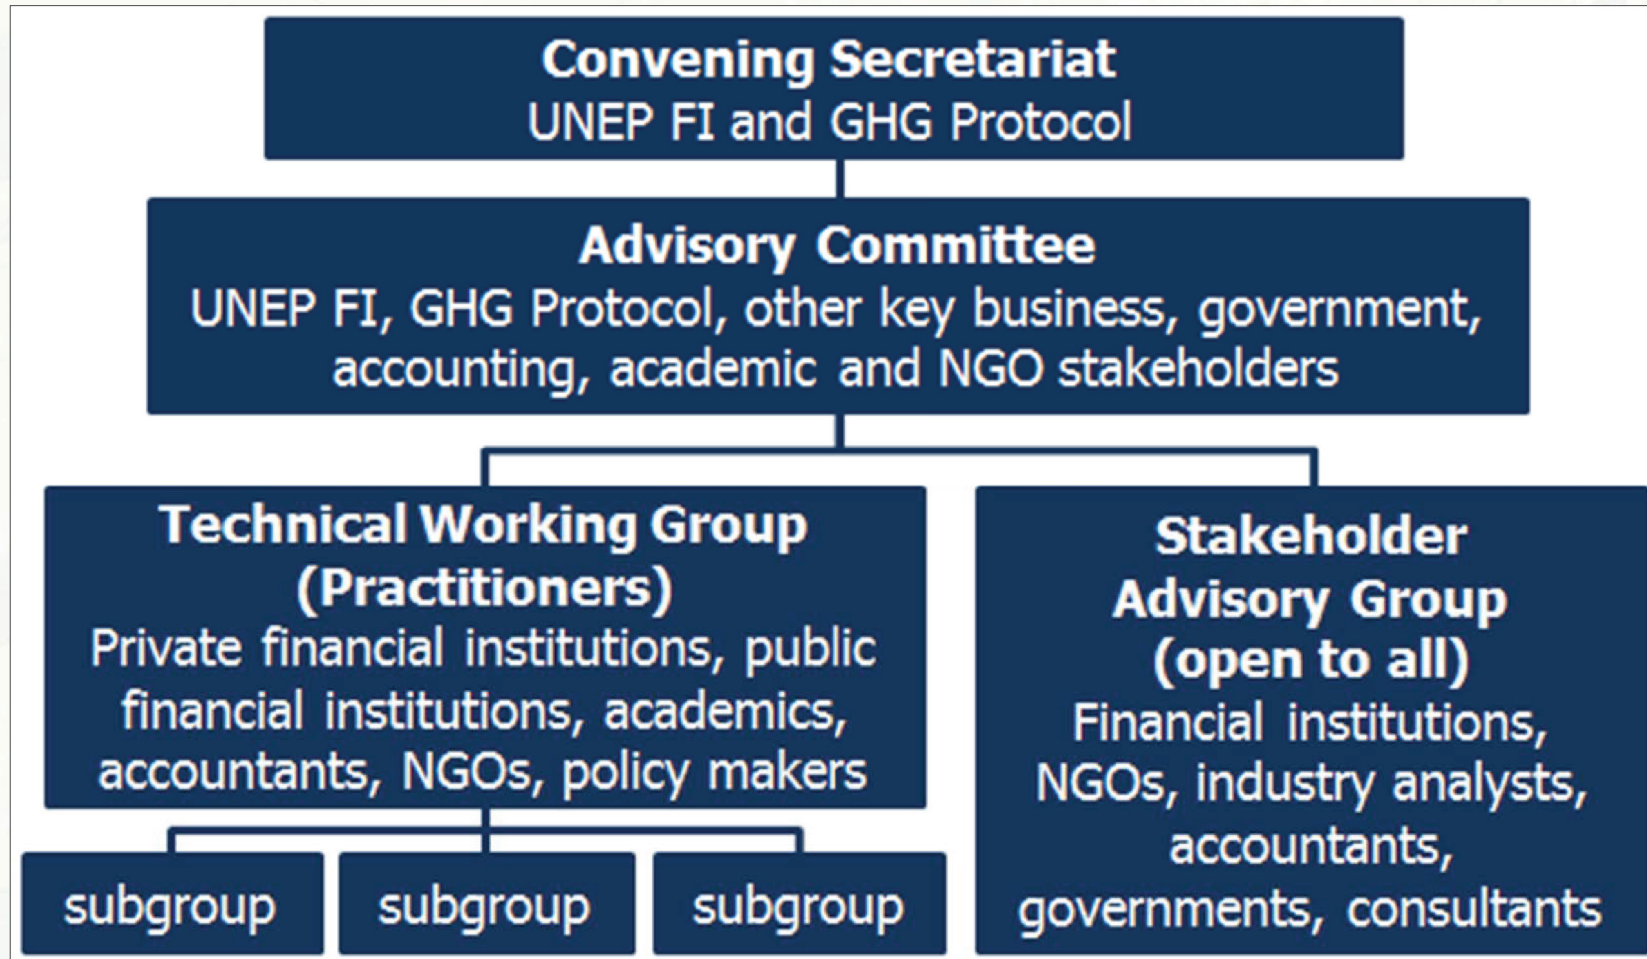 Convening Secretariat
UNEP FI and GHG Protocol
Advisory Committee
UNEP FI, GHG Protocol, other key business, government,
accounting, academic and NGO stakeholders
Technical Working Group
(Practitioners)
Private financial institutions, public
financial institutions, academics,
accountants, NGOs, policy makers
Stakeholder
Advisory Group
(open to all)
Financial institutions,
NGOs, industry analysts,
accountants,
governments, consultants
subgroup
subgroup
subgroup